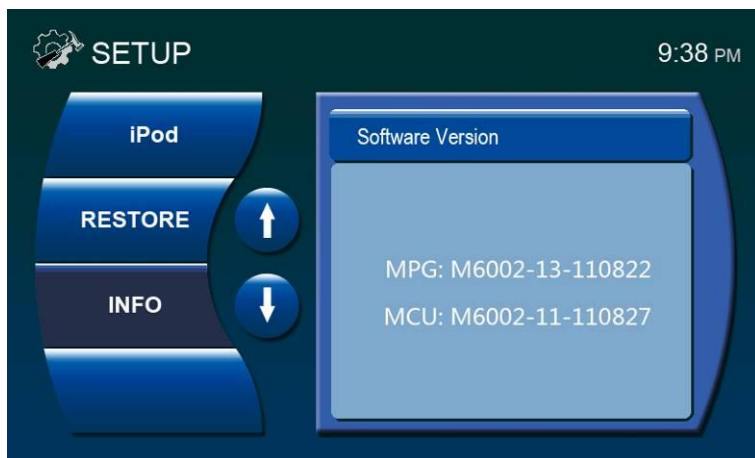 SETUP
9:38 PM
iPod
RESTORE
INFO
Software Version
MPG: M6002-13-110822
MCU: M6002-11-110827